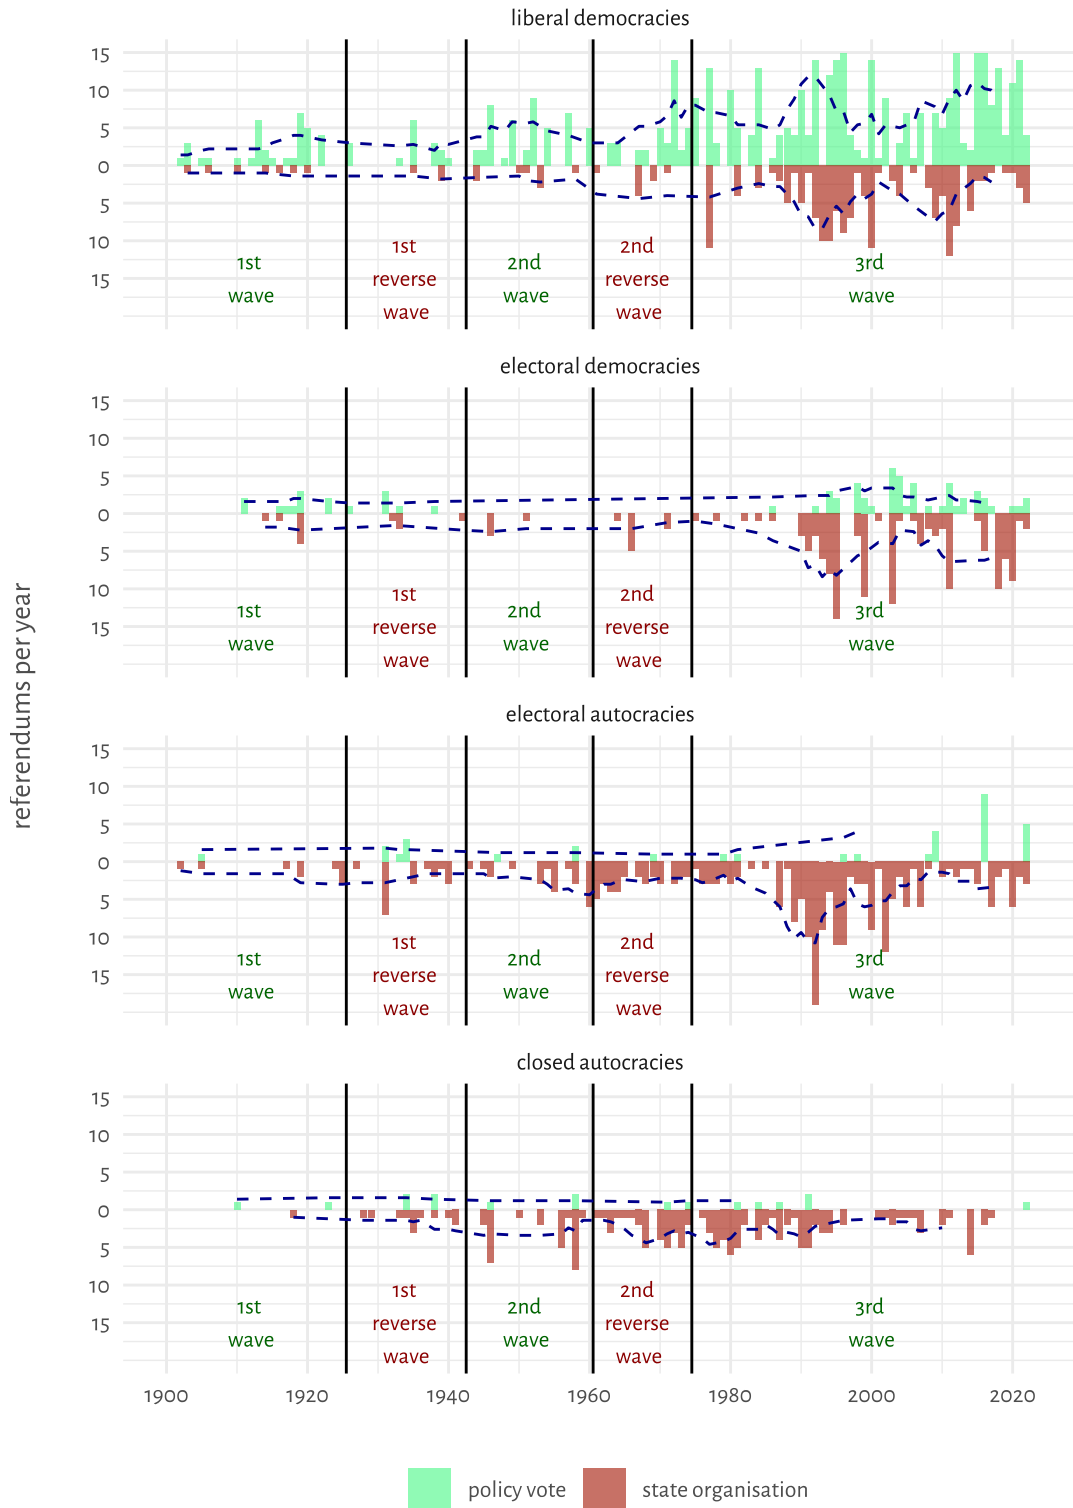 liberal democracies
15
10
5
0
5
10
15
1st
wave
1st
reverse
wave
2nd
wave
2nd
reverse
wave
3rd
wave
electoral democracies
15
10
5
0
5
10
15
1st
wave
1st
reverse
wave
2nd
wave
2nd
reverse
wave
3rd
wave
referendums per year
electoral autocracies
15
10
5
0
5
10
15
1st
wave
1st
reverse
wave
2nd
wave
2nd
reverse
wave
3rd
wave
closed autocracies
15
10
5
0
5
10
15
1st
wave
1st
reverse
wave
2nd
wave
2nd
reverse
wave
3rd
wave
1900 1920 1940 1960 1980 2000 2020
policy vote state organisation